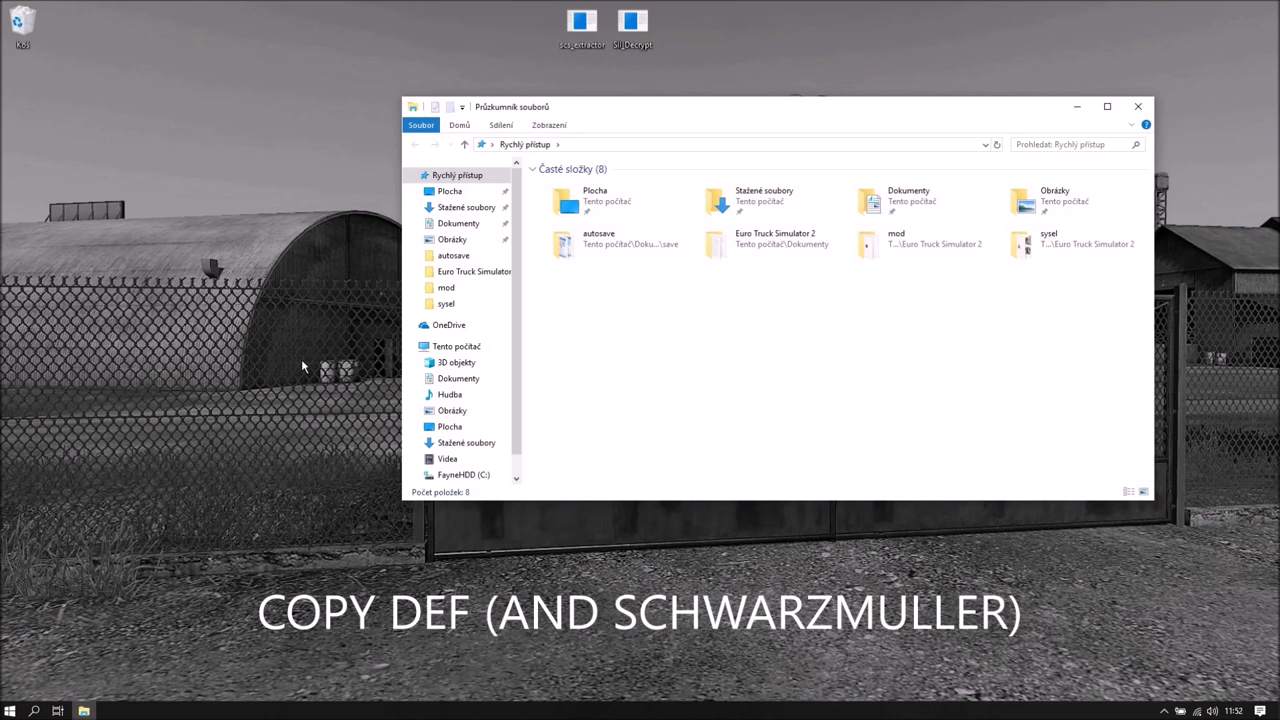 Koš
scs_extractor
SII_Decrypt
Průzkumník souborů
Soubor
Domů
Sdílení
Zobrazení
Rychlý přístup
Prohledat: Rychlý přístup
Rychlý přístup
Plocha
Stažené soubory
Dokumenty
Obrázky
autosave
Euro Truck Simulator
mod
sysel
OneDrive
Tento počítač
3D objekty
Dokumenty
Hudba
Obrázky
Plocha
Stažené soubory
Videa
FayneHDD (C:)
Časté složky (8)
Plocha
Tento počítač
Stažené soubory
Tento počítač
Dokumenty
Tento počítač
Obrázky
Tento počítač
autosave
Tento počítač\Doku...\save
Euro Truck Simulator 2
Tento počítač\Dokumenty
mod
T...\Euro Truck Simulator 2
sysel
T...\Euro Truck Simulator 2
Počet položek: 8
COPY DEF (AND SCHWARZMULLER)
11:52